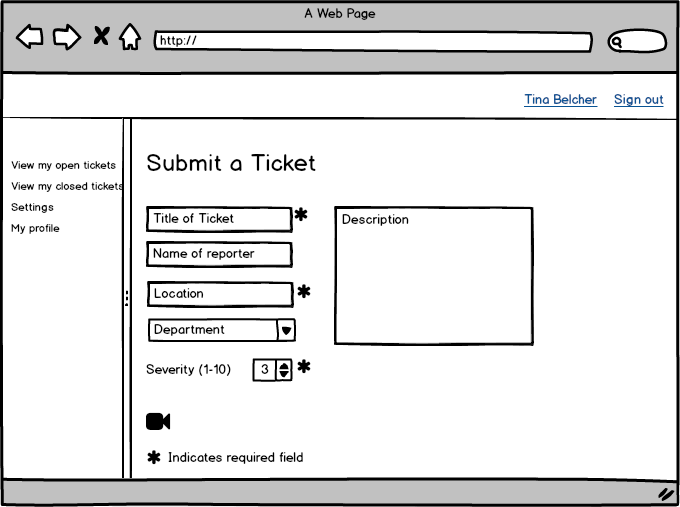 A Web Page
http://
Tina Belcher Sign out
View my open tickets
View my closed tickets
Settings
My profile
Submit a Ticket
Title of Ticket *
Name of reporter
Location *
Department
Severity (1-10) 3 *
Description
* Indicates required field